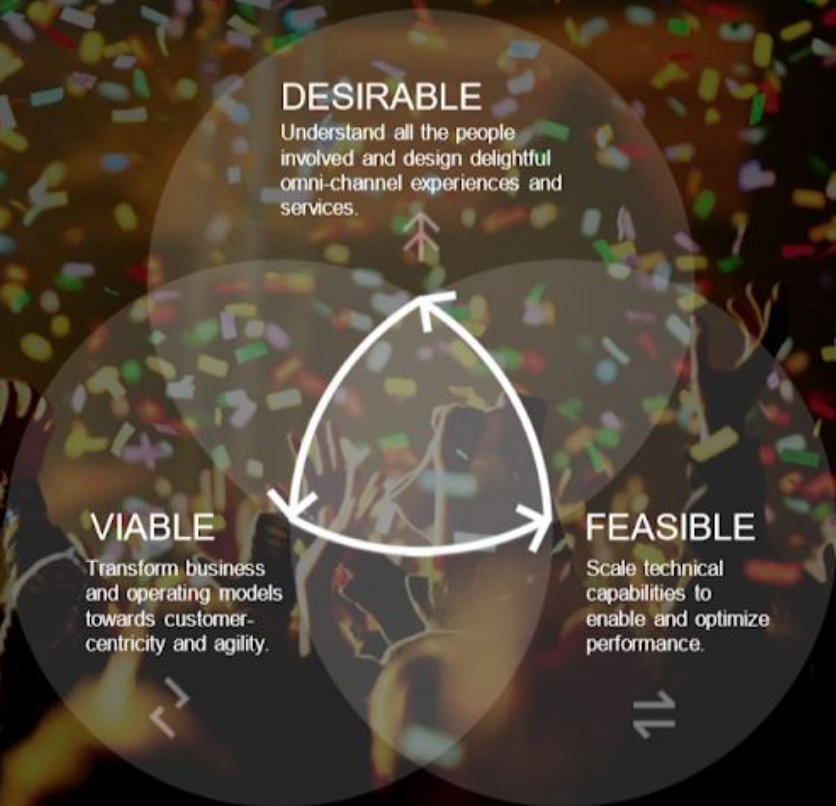 DESIRABLE
Understand all the people
involved and design delightful
omni-channel experiences and
services.
VIABLE
Transform business
and operating models
towards customer-
centricity and agility.
FEASIBLE
Scale technical
capabilities to
enable and optimize
performance.